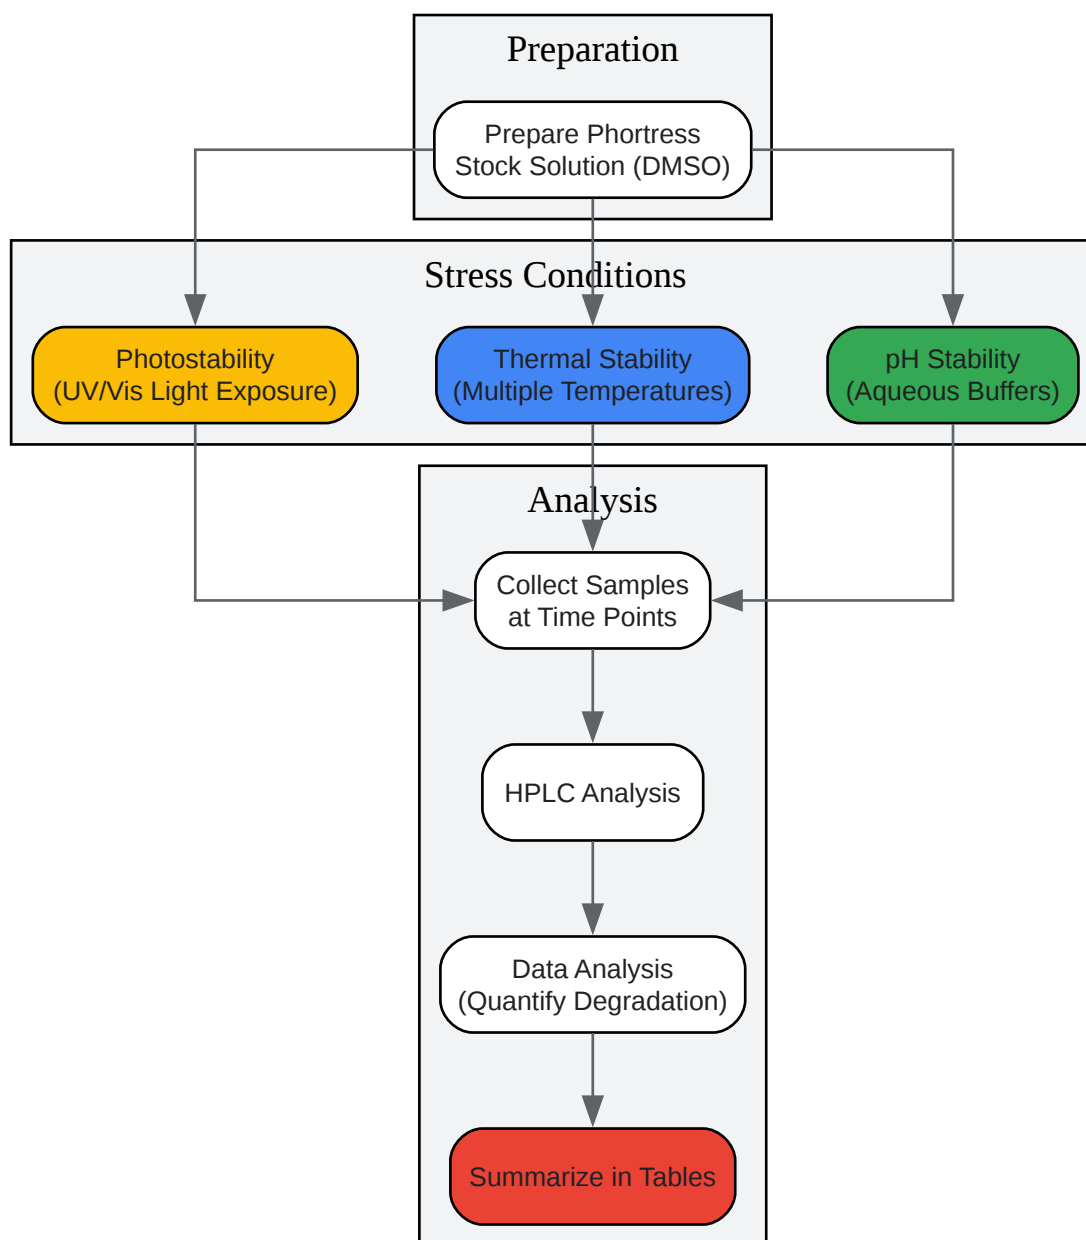 Preparation
Prepare Phortress
Stock Solution (DMSO)
Stress Conditions
Photostability
(UV/Vis Light Exposure)
Thermal Stability
(Multiple Temperatures)
pH Stability
(Aqueous Buffers)
Analysis
Collect Samples
at Time Points
HPLC Analysis
Data Analysis
(Quantify Degradation)
Summarize in Tables